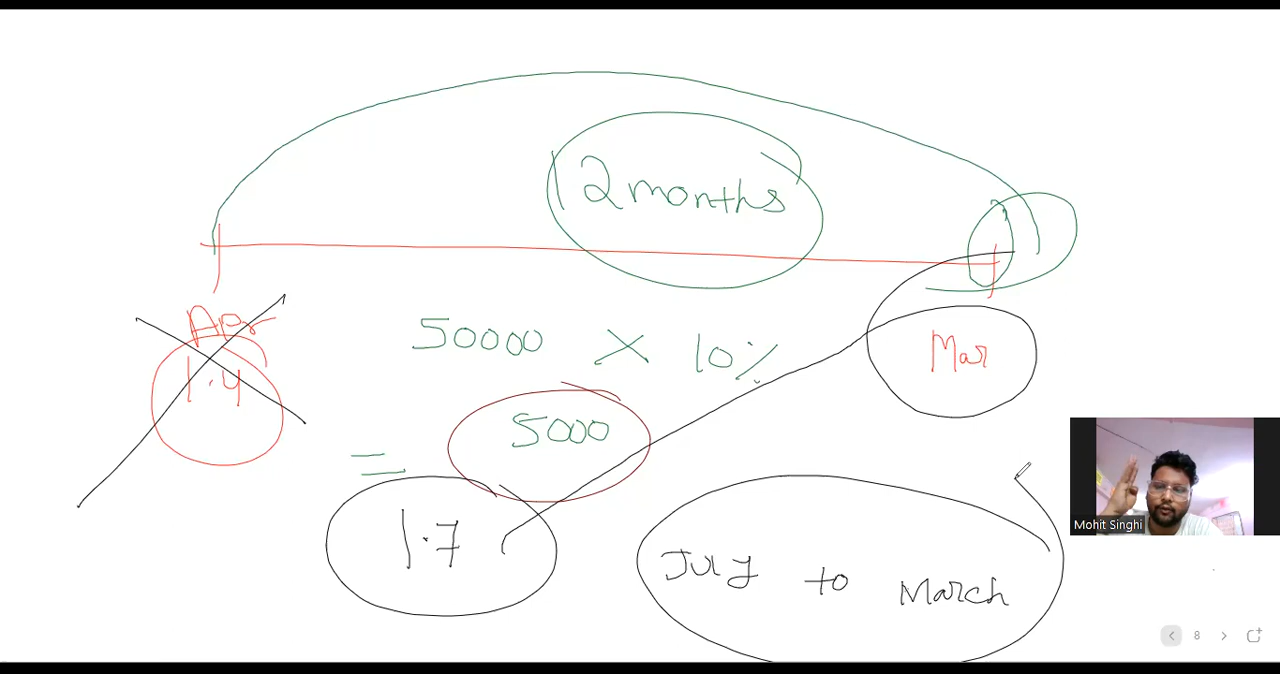 12 months
Apr
1.4
50000 × 10%
Mar
= 5000
1.7
July to March
Mohit Singhi
8